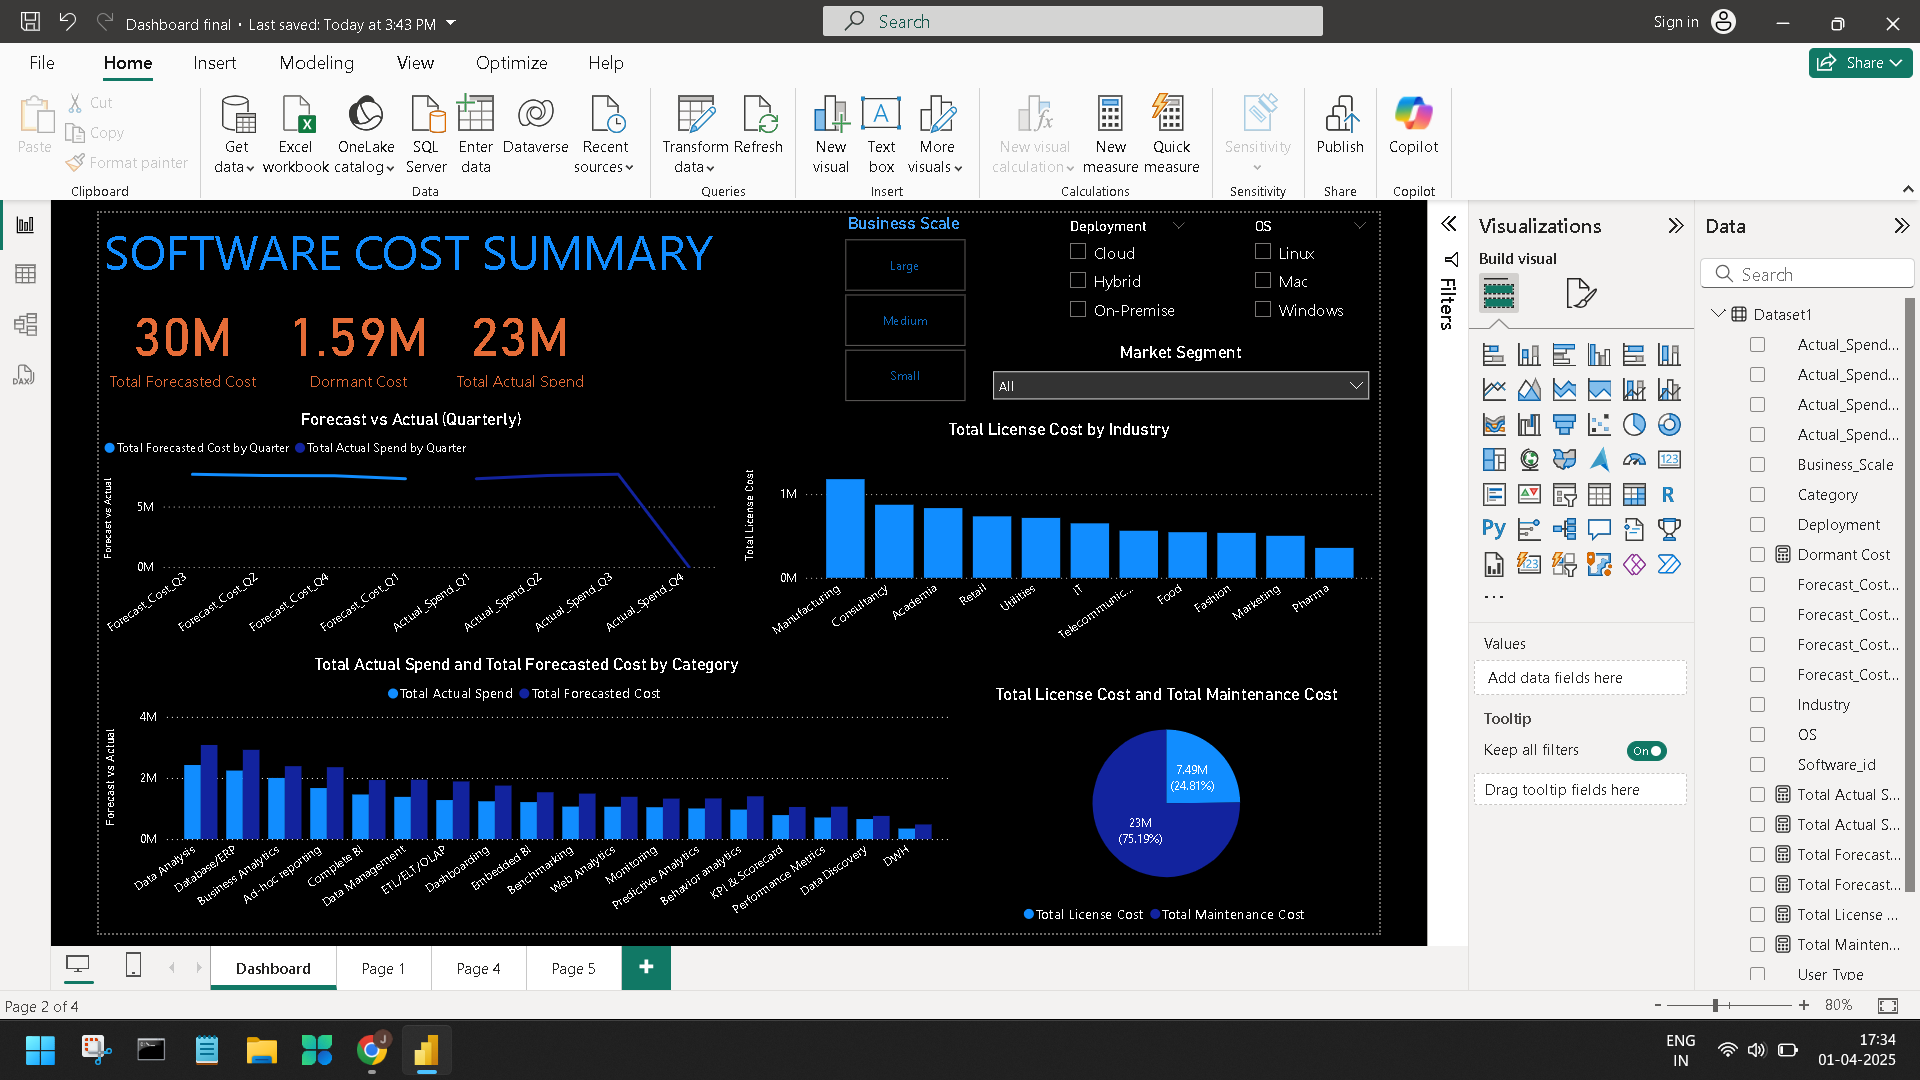 Dashboard final • Last saved: Today at 3:43 PM
Search
Sign in
File
Home
Insert
Modeling
View
Optimize
Help
Share
Paste
Cut
Copy
Format painter
Clipboard
Get data
Excel workbook
OneLake catalog
SQL Server
Enter data
Dataverse
Recent sources
Data
Transform data
Refresh
Queries
New visual
Text box
More visuals
Insert
New visual calculation
New measure
Quick measure
Calculations
Sensitivity
Sensitivity
Publish
Share
Copilot
Copilot
SOFTWARE COST SUMMARY
30M
Total Forecasted Cost
1.59M
Dormant Cost
23M
Total Actual Spend
Business Scale
Large
Medium
Small
Deployment
Cloud
Hybrid
On-Premise
OS
Linux
Mac
Windows
Market Segment
All
Forecast vs Actual (Quarterly)
Total Forecasted Cost by Quarter
Total Actual Spend by Quarter
Forecast vs Actual
5M
0M
Forecast_Cost_Q3
Forecast_Cost_Q2
Forecast_Cost_Q4
Forecast_Cost_Q1
Actual_Spend_Q1
Actual_Spend_Q2
Actual_Spend_Q3
Actual_Spend_Q4
Total License Cost by Industry
Total License Cost
1M
0M
Manufacturing
Consultancy
Academia
Retail
Utilities
IT
Telecommunic...
Food
Fashion
Marketing
Pharma
Total Actual Spend and Total Forecasted Cost by Category
Total Actual Spend
Total Forecasted Cost
Forecast vs Actual
4M
2M
0M
Data Analysis
Database/ERP
Business Analytics
Ad-hoc reporting
Complete BI
Data Management
ETL/ELT/OLAP
Dashboarding
Embedded BI
Benchmarking
Web Analytics
Monitoring
Predictive Analytics
Behavior analytics
KPI & Scorecard
Performance Metrics
Data Discovery
DWH
Total License Cost and Total Maintenance Cost
7.49M
(24.81%)
23M
(75.19%)
Total License Cost
Total Maintenance Cost
Filters
Visualizations
Build visual
123
R
Py
123
...
Values
Add data fields here
Tooltip
Keep all filters
On
Drag tooltip fields here
Data
Search
Dataset1
Actual_Spend...
Actual_Spend...
Actual_Spend...
Actual_Spend...
Business_Scale
Category
Deployment
Dormant Cost
Forecast_Cost...
Forecast_Cost...
Forecast_Cost...
Forecast_Cost...
Industry
OS
Software_id
Total Actual S...
Total Actual S...
Total Forecast...
Total Forecast...
Total License ...
Total Mainten...
User Type
Dashboard
Page 1
Page 4
Page 5
Page 2 of 4
80%
J
ENG
IN
17:34
01-04-2025